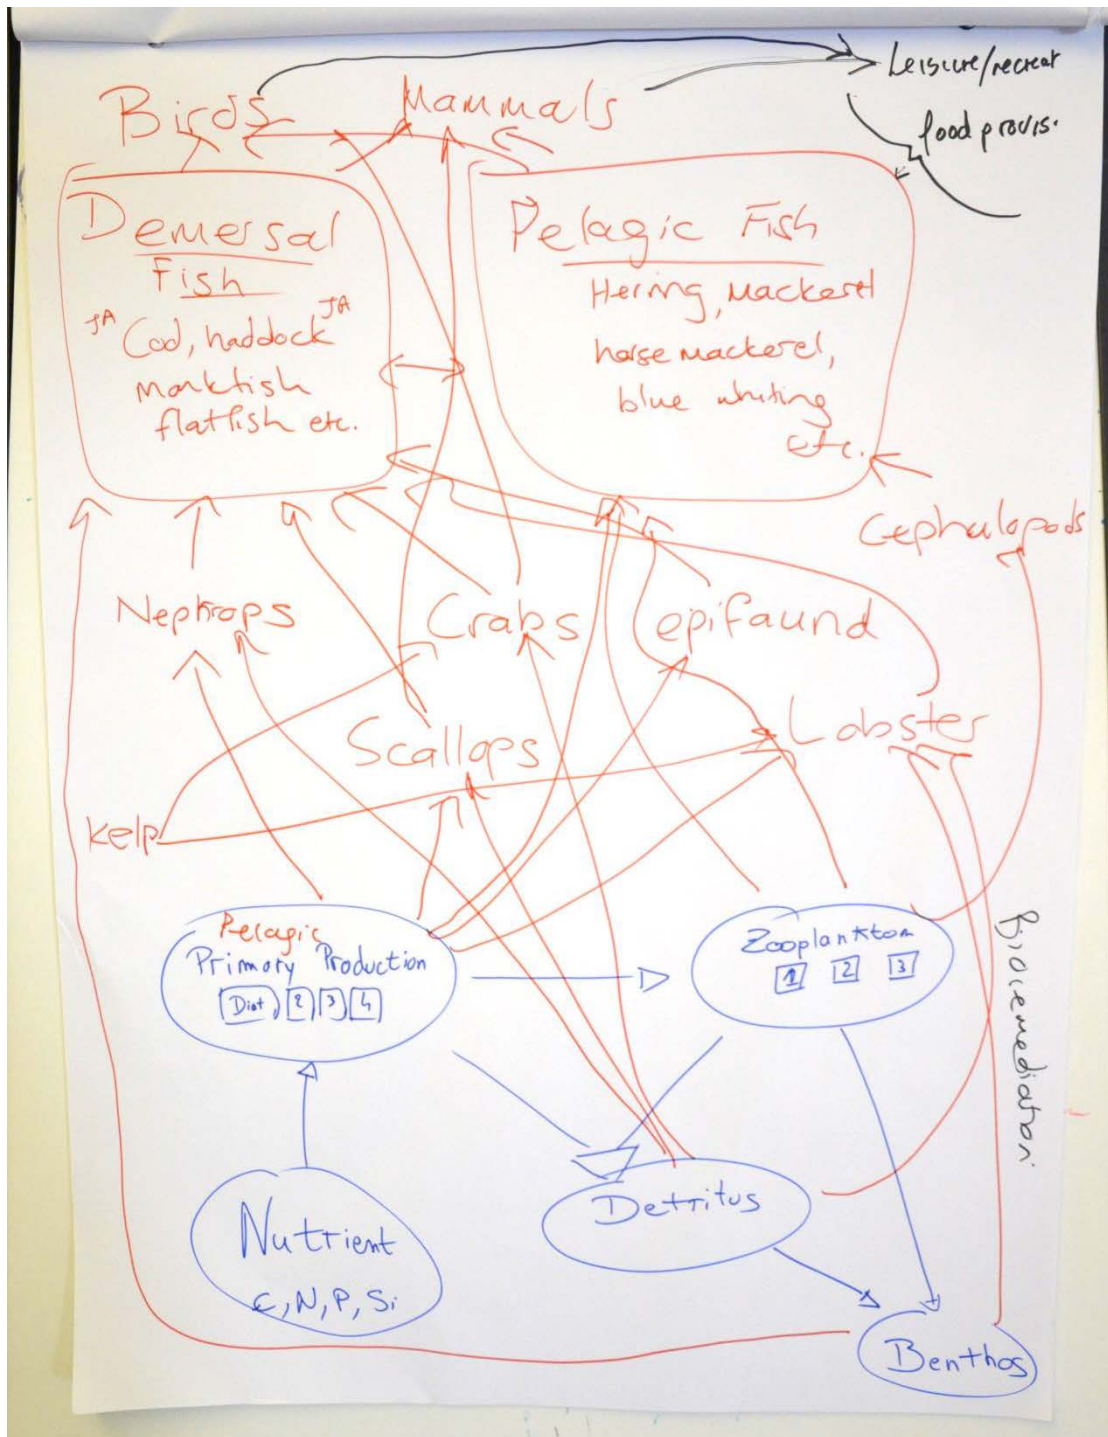 Leisure/recreat
food provis.
Birds
Mammals
Demersal
Fish
JA Cod, haddock JA
monkfish
flatfish etc.
Pelagic Fish
Herring, Mackerel
horse mackerel,
blue whiting
etc.
Cephalopods
Nephrops
Crabs
epifaund
Scallops
Lobster
Kelp
Pelagic
Primary Production
Diat 2 3 4
Zooplankton
1 2 3
Bioremediation
Nutrient
C, N, P, Si
Detritus
Benthos